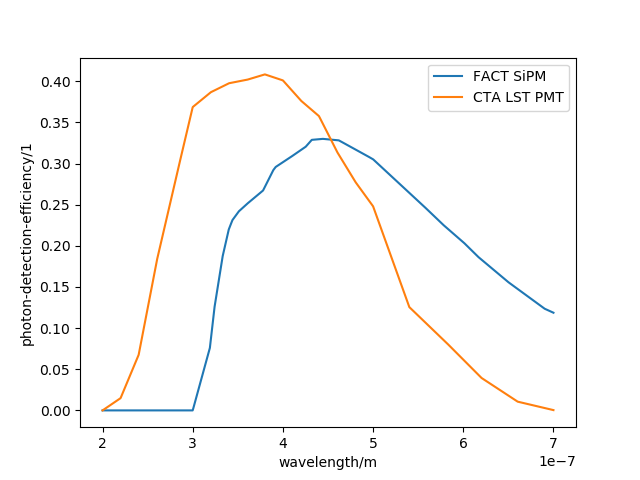 FACT SiPM
CTA LST PMT
photon-detection-efficiency/1
0.40
0.35
0.30
0.25
0.20
0.15
0.10
0.05
0.00
2 3 4 5 6 7
1e−7
wavelength/m